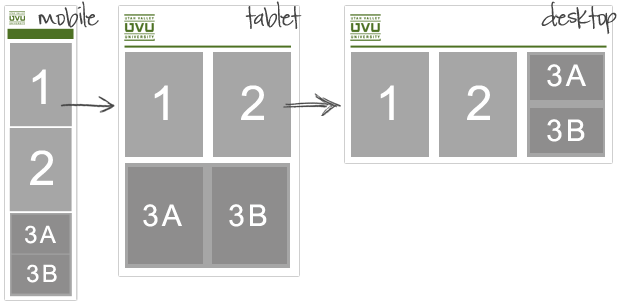 mobile
1
2
3A
3B
tablet
UTAH VALLEY
UVU
UNIVERSITY
1 2
3A 3B
desktop
UTAH VALLEY
UVU
UNIVERSITY
1 2 3A
3B